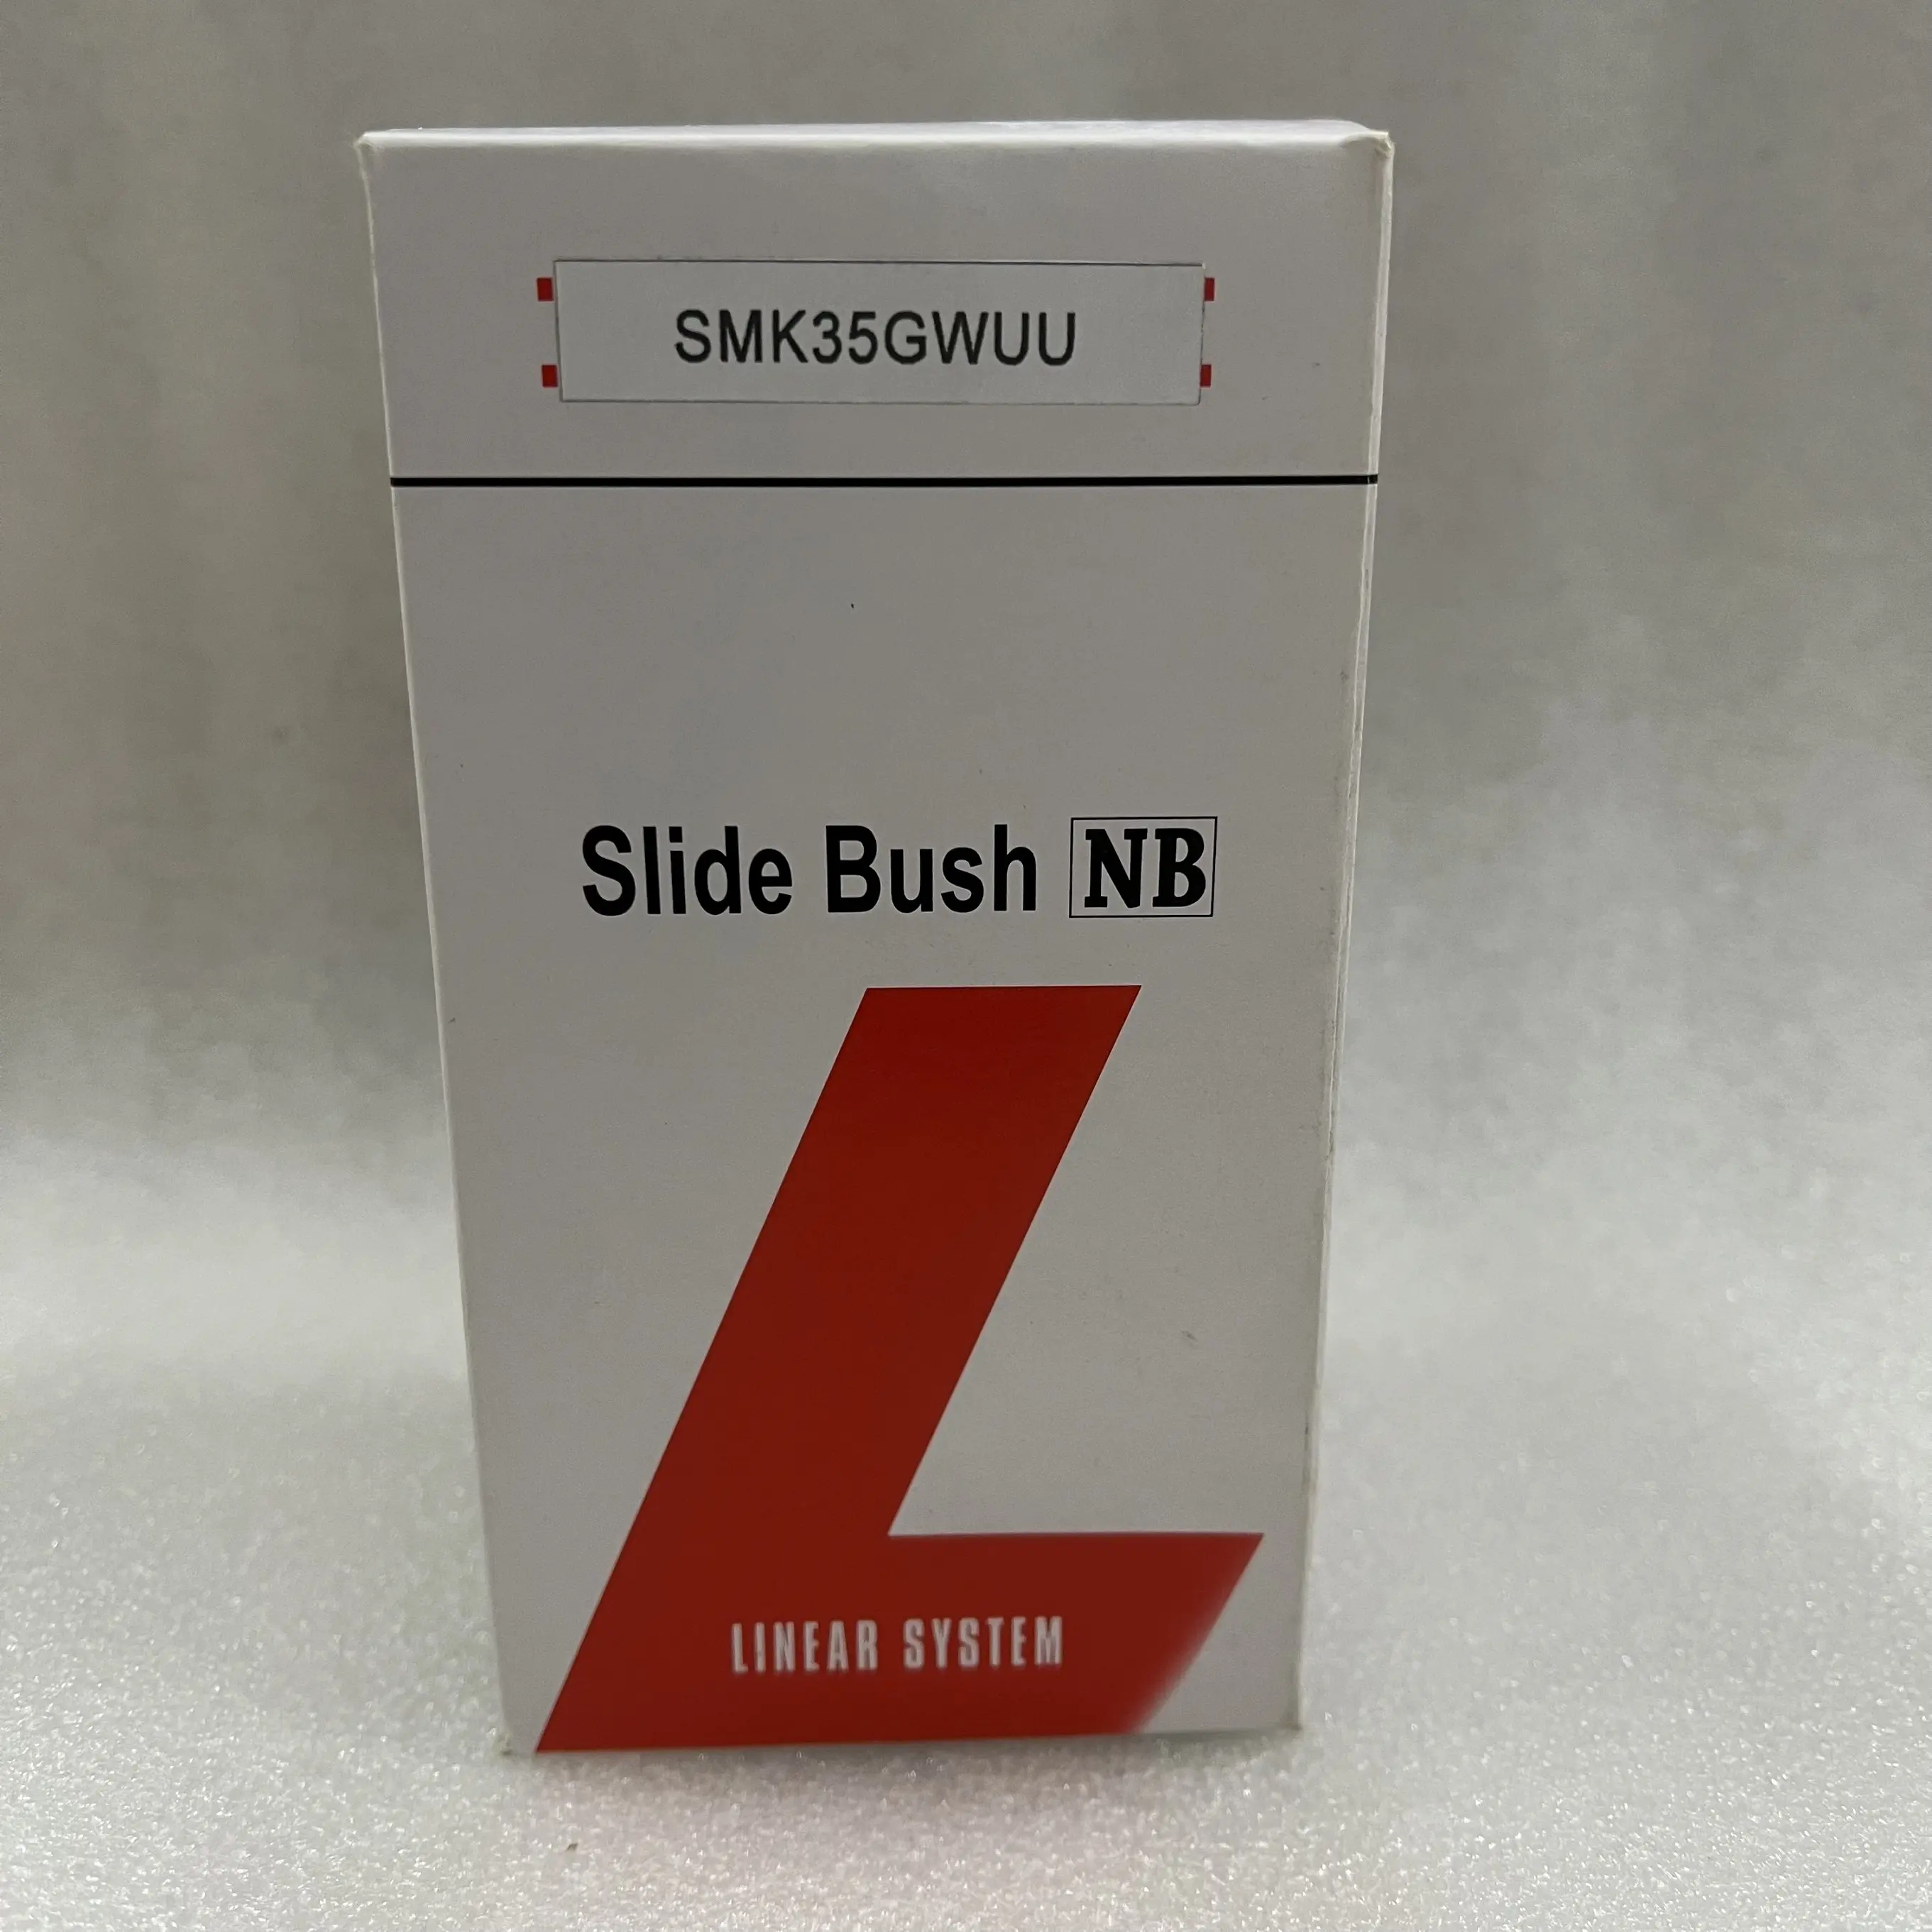 SMK35GWUU
Slide Bush NB
LINEAR SYSTEM